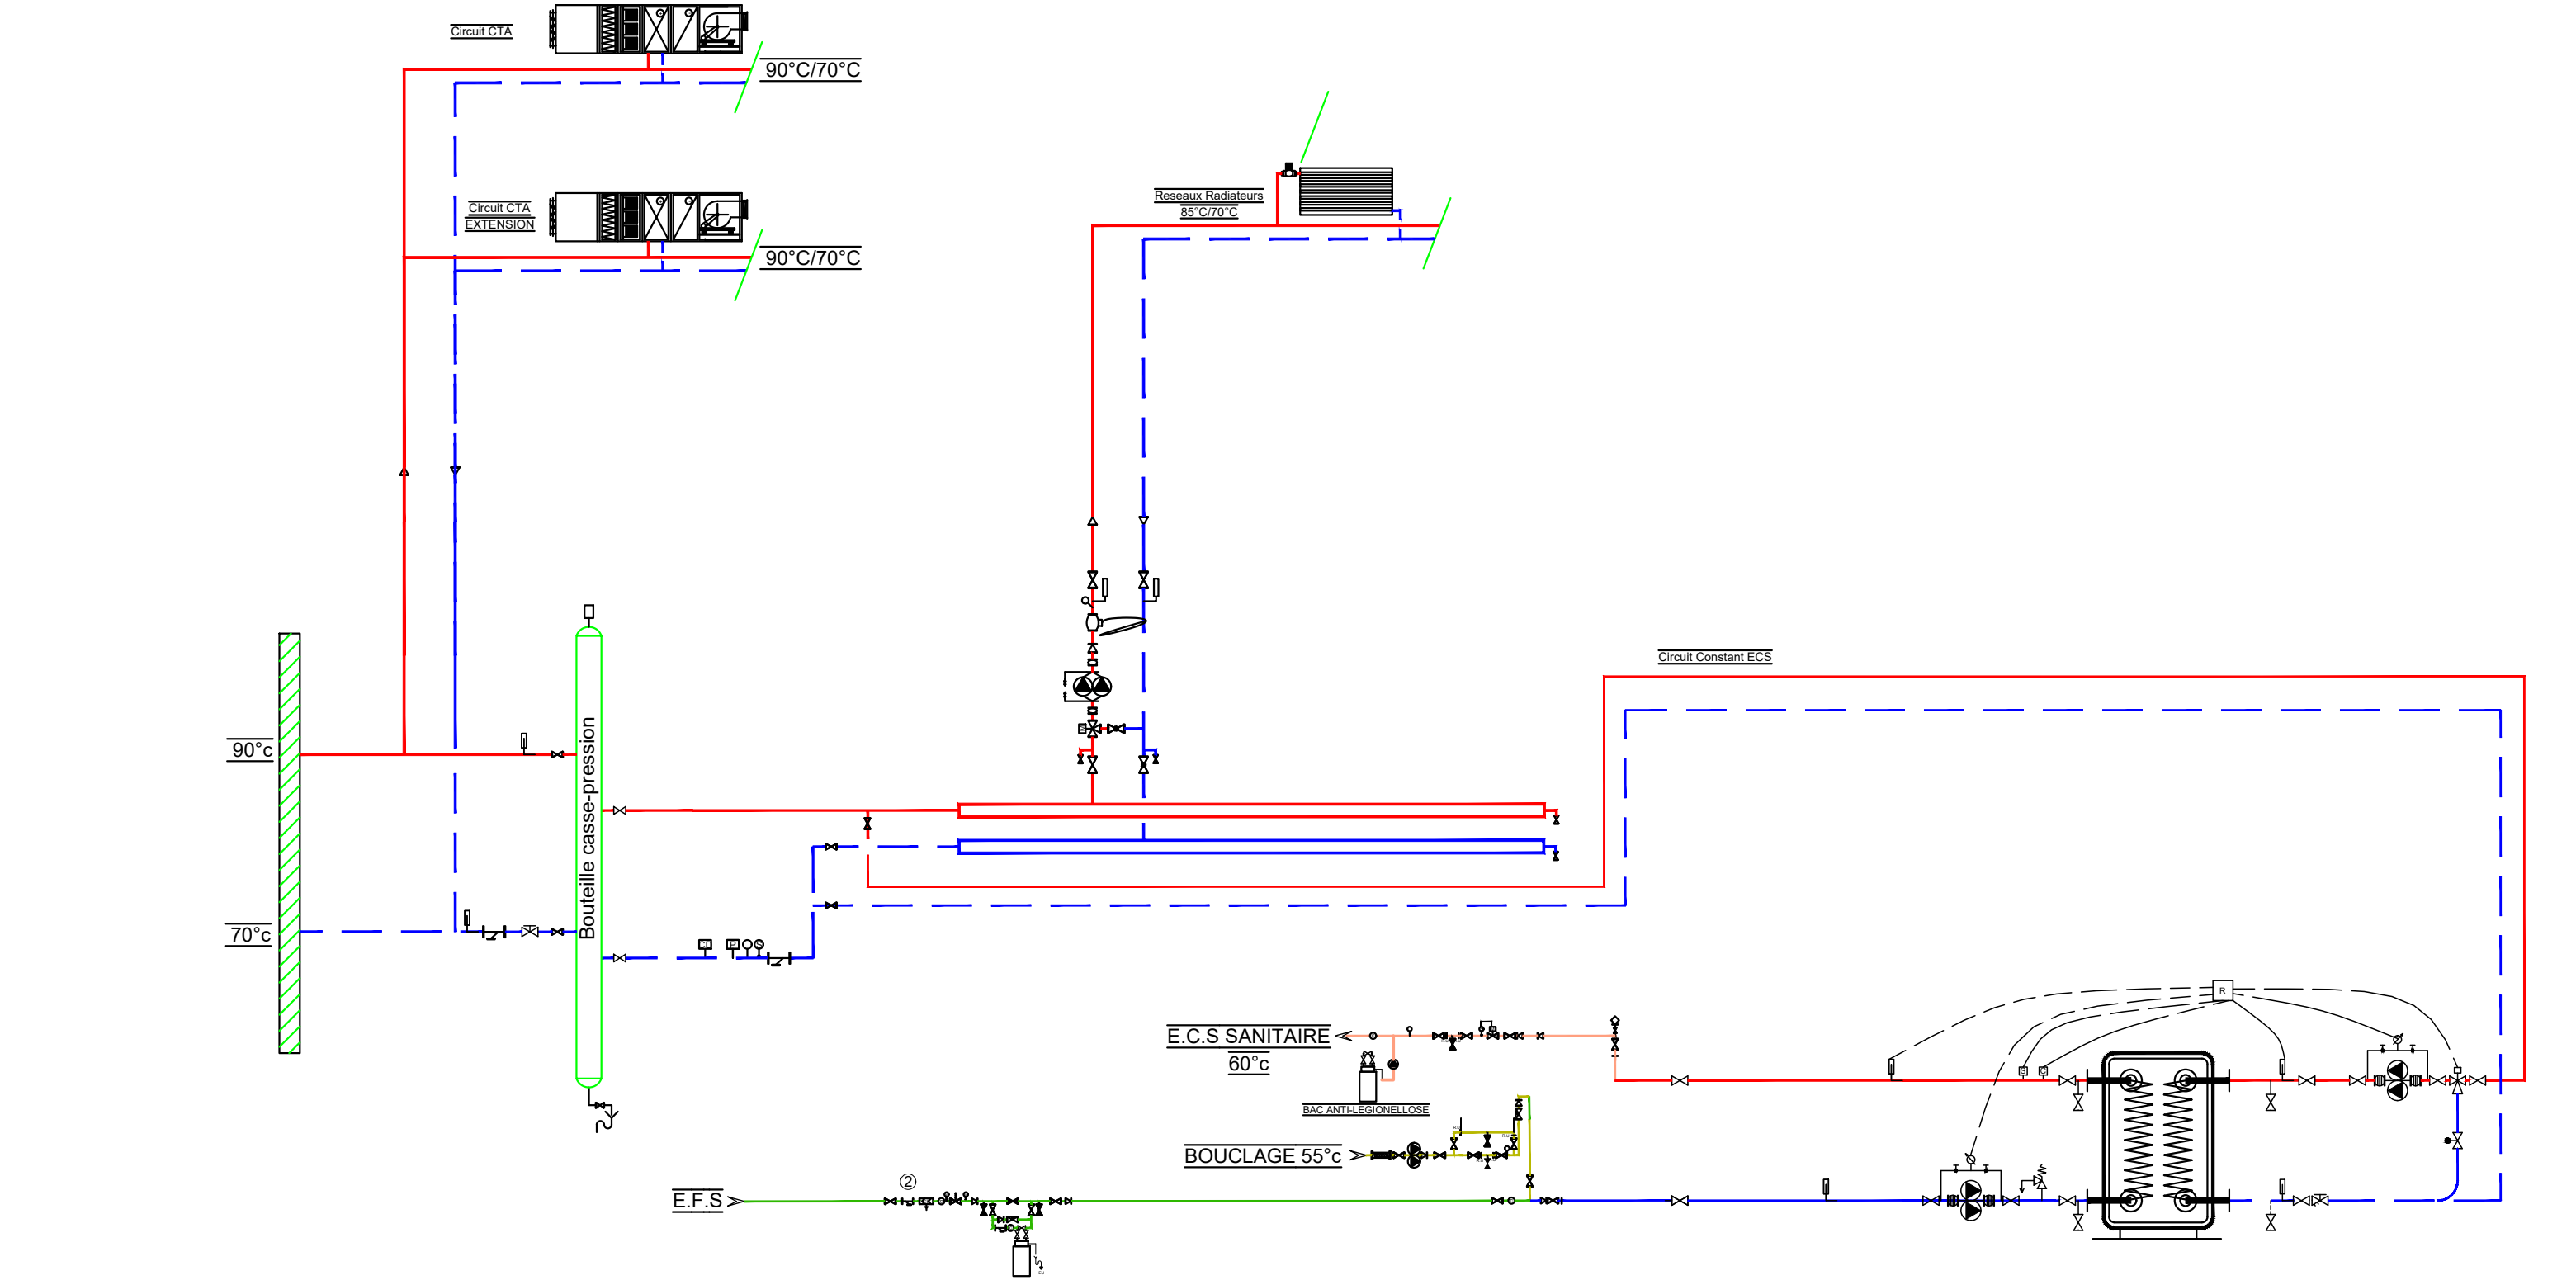 Circuit CTA
90°C/70°C
Reseaux Radiateurs
85°C/70°C
Circuit CTA
EXTENSION
90°C/70°C
Circuit Constant ECS
90°c
Bouteille casse-pression
70°c
P
R
E.C.S SANITAIRE
60°c
BAC ANTI-LEGIONELLOSE
BOUCLAGE 55°c
2
E.F.S